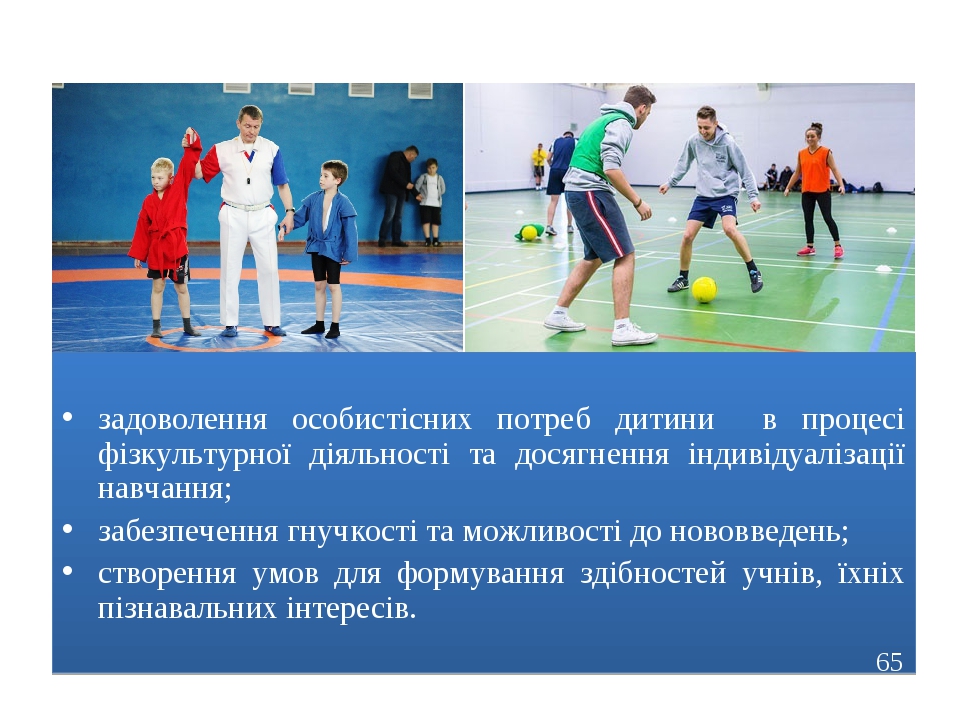 • задоволення особистісних потреб дитини в процесі
фізкультурної діяльності та досягнення індивідуалізації
навчання;
• забезпечення гнучкості та можливості до нововведень;
• створення умов для формування здібностей учнів, їхніх
пізнавальних інтересів.
65